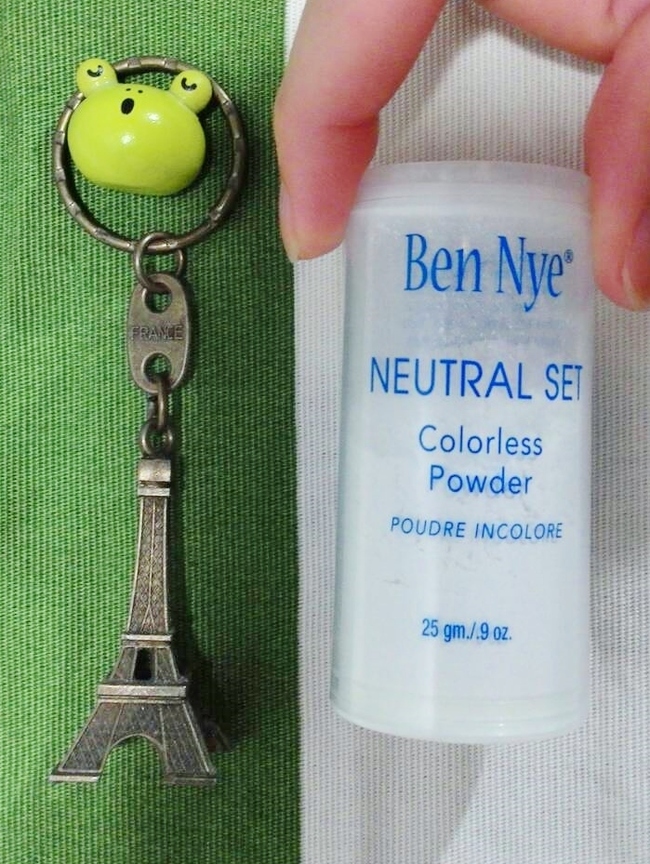 FRANCE
Ben Nye®
NEUTRAL SET
Colorless
Powder
POUDRE INCOLORE
25 gm./.9 oz.